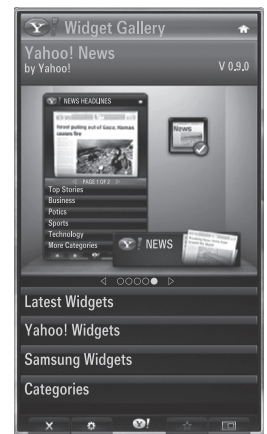 Y! Widget Gallery
Yahoo! News
by Yahoo!
V 0.9.0
Y! NEWS HEADLINES
Israel pulling out of Gaza; Hamas
causes fire
News
PAGE 1 OF 2
Top Stories
Business
Potics
Sports
Technology
More Categories
Y! NEWS
Latest Widgets
Yahoo! Widgets
Samsung Widgets
Categories
Y!